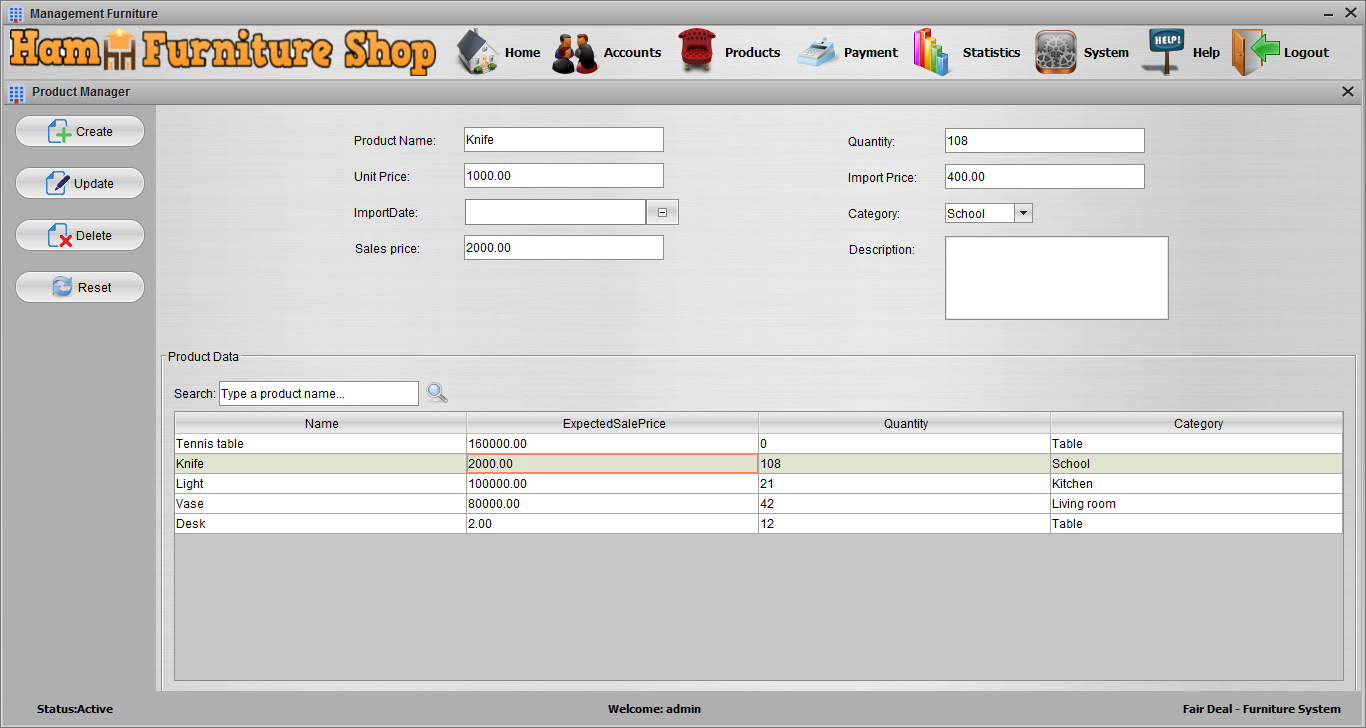 Management Furniture
Ham Furniture Shop Home Accounts Products Payment Statistics System HELP! Help Logout
Product Manager
Create
Update
Delete
Reset
Product Name: Knife Quantity: 108
Unit Price: 1000.00 Import Price: 400.00
ImportDate: Category: School
Sales price: 2000.00 Description:
Product Data
Search: Type a product name...
Name ExpectedSalePrice Quantity Category
Tennis table 160000.00 0 Table
Knife 2000.00 108 School
Light 100000.00 21 Kitchen
Vase 80000.00 42 Living room
Desk 2.00 12 Table
Status:Active Welcome: admin Fair Deal - Furniture System